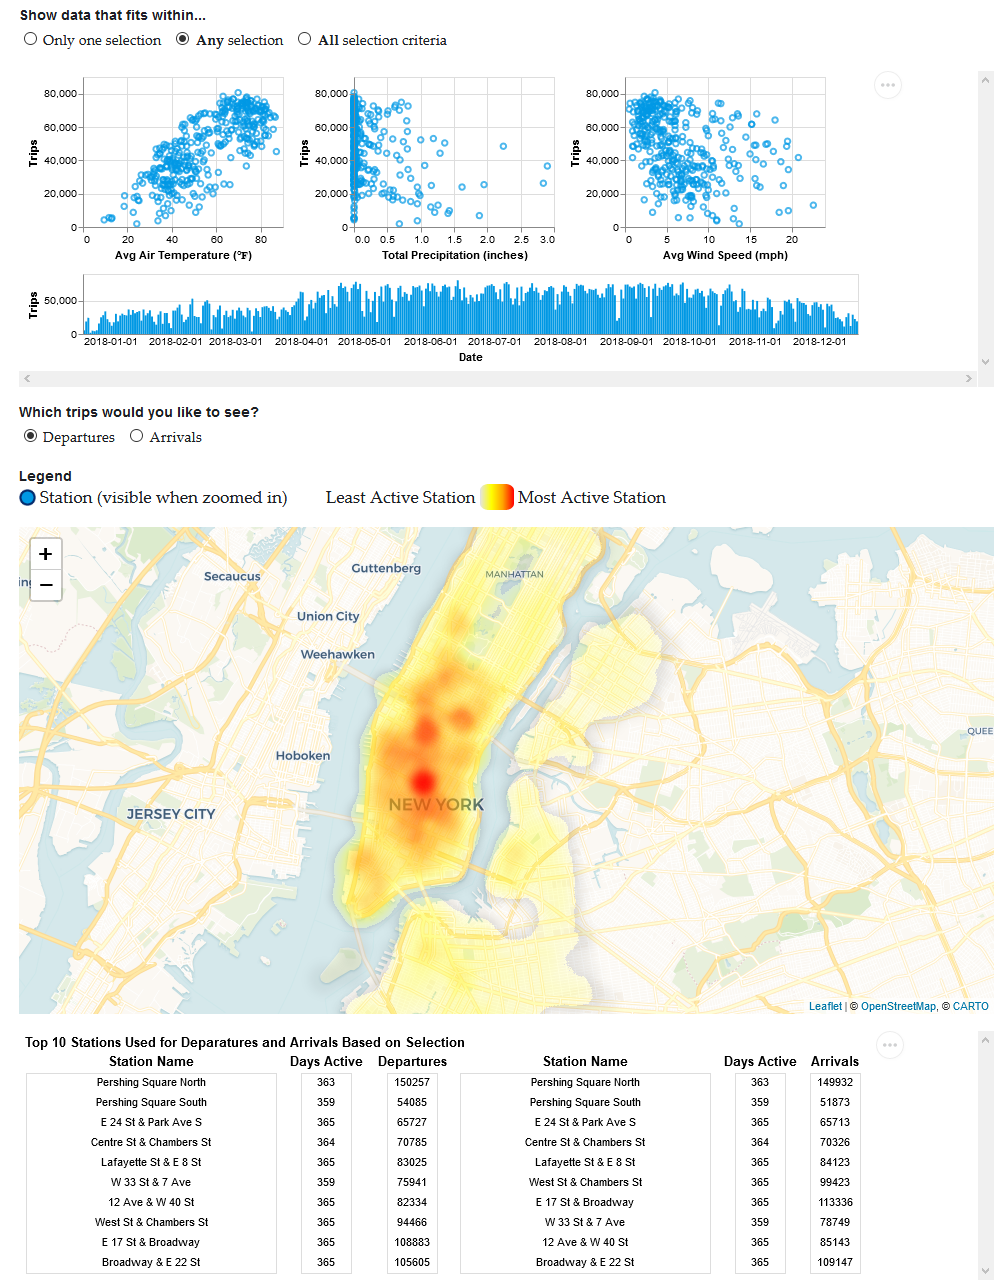 Show data that fits within...
Only one selection Any selection All selection criteria
80,000 60,000 40,000 20,000 0
Trips
0 20 40 60 80
Avg Air Temperature (°F)
80,000 60,000 40,000 20,000 0
Trips
0.0 0.5 1.0 1.5 2.0 2.5 3.0
Total Precipitation (inches)
80,000 60,000 40,000 20,000 0
Trips
0 5 10 15 20
Avg Wind Speed (mph)
50,000 0
Trips
2018-01-01 2018-02-01 2018-03-01 2018-04-01 2018-05-01 2018-06-01 2018-07-01 2018-08-01 2018-09-01 2018-10-01 2018-11-01 2018-12-01
Date
Which trips would you like to see?
Departures Arrivals
Legend
Station (visible when zoomed in) Least Active Station Most Active Station
+
−
Secaucus
Guttenberg
MANHATTAN
Union City
Weehawken
QUEE
Hoboken
NEW YORK
JERSEY CITY
Leaflet | © OpenStreetMap, © CARTO
Top 10 Stations Used for Deparatures and Arrivals Based on Selection
Station Name Days Active Departures Station Name Days Active Arrivals
Pershing Square North 363 150257 Pershing Square North 363 149932
Pershing Square South 359 54085 Pershing Square South 359 51873
E 24 St & Park Ave S 365 65727 E 24 St & Park Ave S 365 65713
Centre St & Chambers St 364 70785 Centre St & Chambers St 364 70326
Lafayette St & E 8 St 365 83025 Lafayette St & E 8 St 365 84123
W 33 St & 7 Ave 359 75941 West St & Chambers St 365 99423
12 Ave & W 40 St 365 82334 E 17 St & Broadway 365 113336
West St & Chambers St 365 94466 W 33 St & 7 Ave 359 78749
E 17 St & Broadway 365 108883 12 Ave & W 40 St 365 85143
Broadway & E 22 St 365 105605 Broadway & E 22 St 365 109147